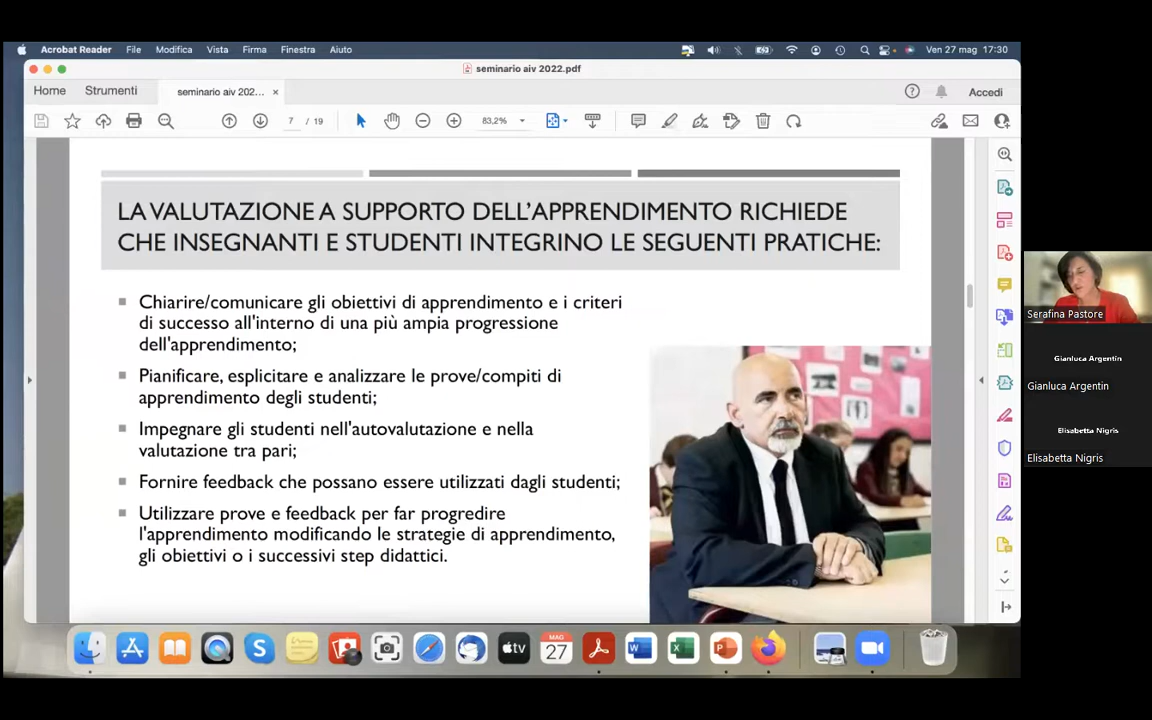 Acrobat Reader File Modifica Vista Firma Finestra Aiuto Ven 27 mag 17:30
seminario aiv 2022.pdf
Home Strumenti seminario aiv 202... × Accedi
7 / 19 83,2%
LA VALUTAZIONE A SUPPORTO DELL'APPRENDIMENTO RICHIEDE
CHE INSEGNANTI E STUDENTI INTEGRINO LE SEGUENTI PRATICHE:
Chiarire/comunicare gli obiettivi di apprendimento e i criteri
di successo all'interno di una più ampia progressione
dell'apprendimento;
Pianificare, esplicitare e analizzare le prove/compiti di
apprendimento degli studenti;
Impegnare gli studenti nell'autovalutazione e nella
valutazione tra pari;
Fornire feedback che possano essere utilizzati dagli studenti;
Utilizzare prove e feedback per far progredire
l'apprendimento modificando le strategie di apprendimento,
gli obiettivi o i successivi step didattici.
Serafina Pastore
Gianluca Argentin
Gianluca Argentin
Elisabetta Nigris
Elisabetta Nigris
MAG
27
tv